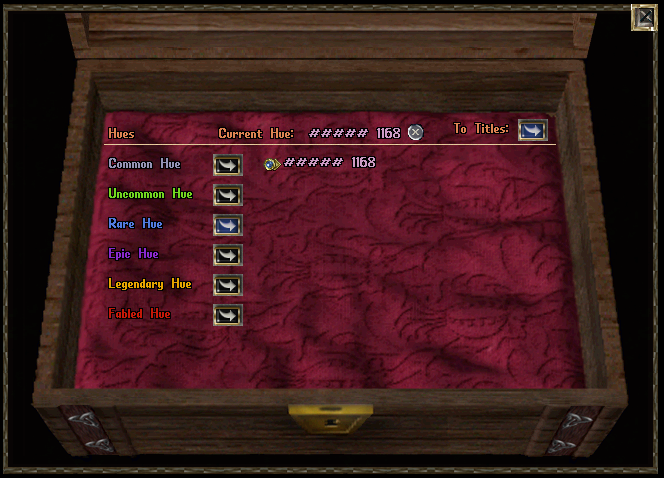 Hues Current Hue: ##### 1168 To Titles:
Common Hue ##### 1168
Uncommon Hue
Rare Hue
Epic Hue
Legendary Hue
Fabled Hue